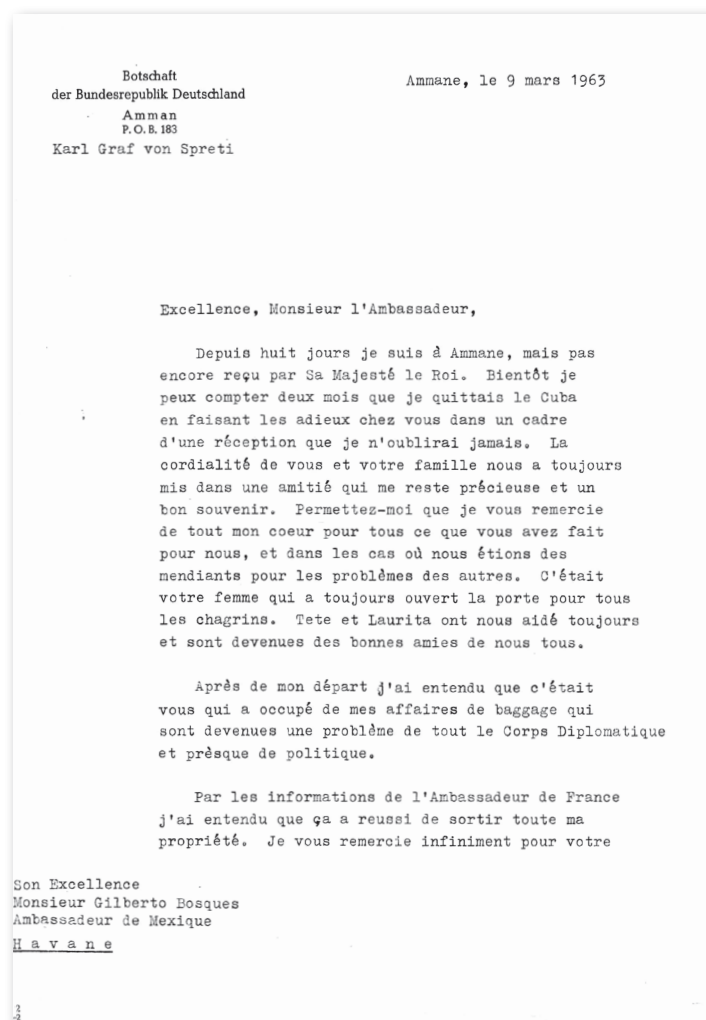 Botschaft
der Bundesrepublik Deutschland
Amman
P. O. B. 183
Karl Graf von Spreti
Ammane, le 9 mars 1963
Excellence, Monsieur l'Ambassadeur,
Depuis huit jours je suis à Ammane, mais pas
encore reçu par Sa Majesté le Roi. Bientôt je
peux compter deux mois que je quittais le Cuba
en faisant les adieux chez vous dans un cadre
d'une réception que je n'oublirai jamais. La
cordialité de vous et votre famille nous a toujours
mis dans une amitié qui me reste précieuse et un
bon souvenir. Permettez-moi que je vous remercie
de tout mon coeur pour tous ce que vous avez fait
pour nous, et dans les cas où nous étions des
mendiants pour les problèmes des autres. C'était
votre femme qui a toujours ouvert la porte pour tous
les chagrins. Tete et Laurita ont nous aidé toujours
et sont devenues des bonnes amies de nous tous.
Après de mon départ j'ai entendu que c'était
vous qui a occupé de mes affaires de baggage qui
sont devenues une problème de tout le Corps Diplomatique
et prèsque de politique.
Par les informations de l'Ambassadeur de France
j'ai entendu que ça a reussi de sortir toute ma
propriété. Je vous remercie infiniment pour votre
Son Excellence
Monsieur Gilberto Bosques
Ambassadeur de Mexique
H a v a n e
2
-2